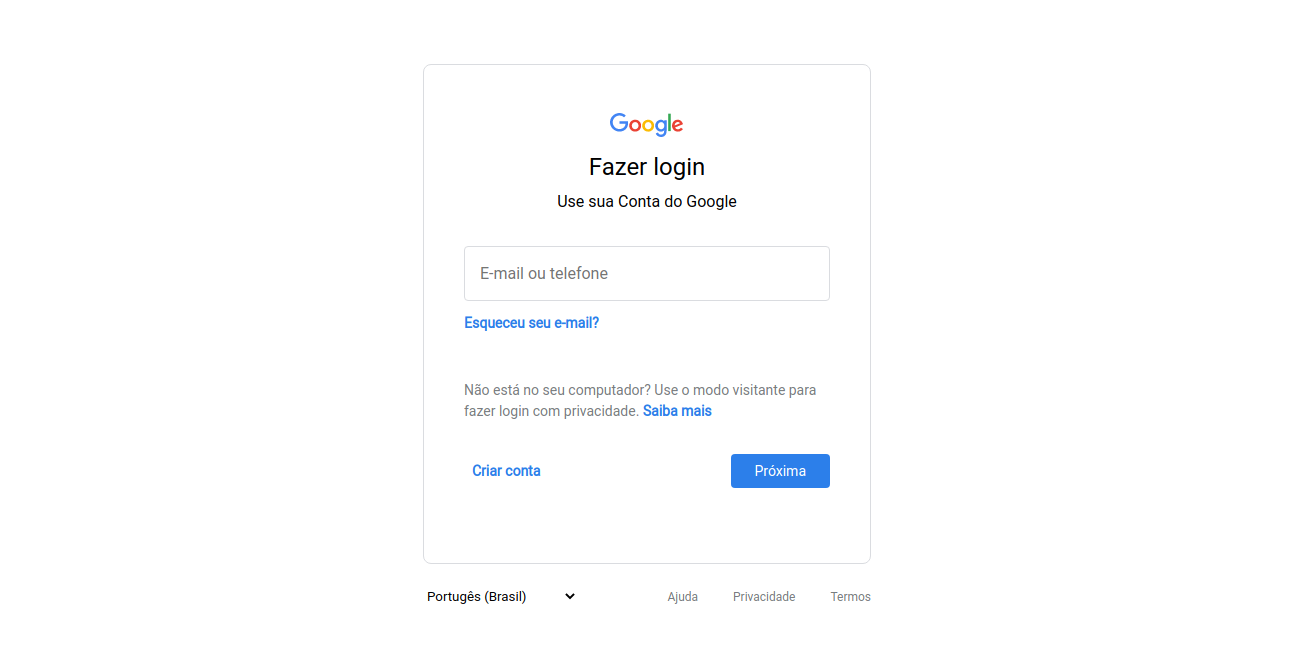 Google
Fazer login
Use sua Conta do Google
E-mail ou telefone
Esqueceu seu e-mail?
Não está no seu computador? Use o modo visitante para
fazer login com privacidade. Saiba mais
Criar conta
Próxima
Portugês (Brasil)
Ajuda
Privacidade
Termos